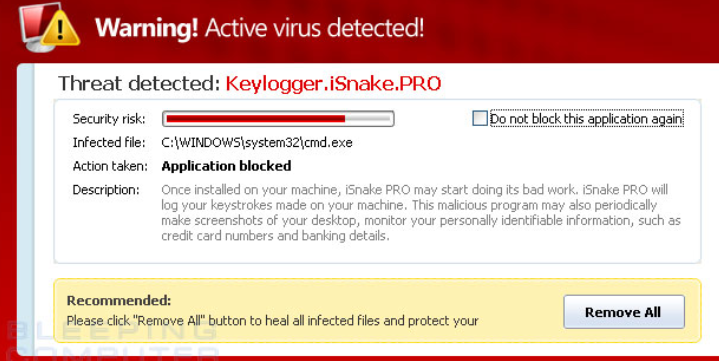 Warning! Active virus detected!
Threat detected: Keylogger.iSnake.PRO
Security risk:
Do not block this application again
Infected file: C:\WINDOWS\system32\cmd.exe
Action taken: Application blocked
Description: Once installed on your machine, iSnake PRO may start doing its bad work. iSnake PRO will
log your keystrokes made on your machine. This malicious program may also periodically
make screenshots of your desktop, monitor your personally identifiable information, such as
credit card numbers and banking details.
Recommended:
Please click "Remove All" button to heal all infected files and protect your
Remove All
BLEEPING
COMPUTER